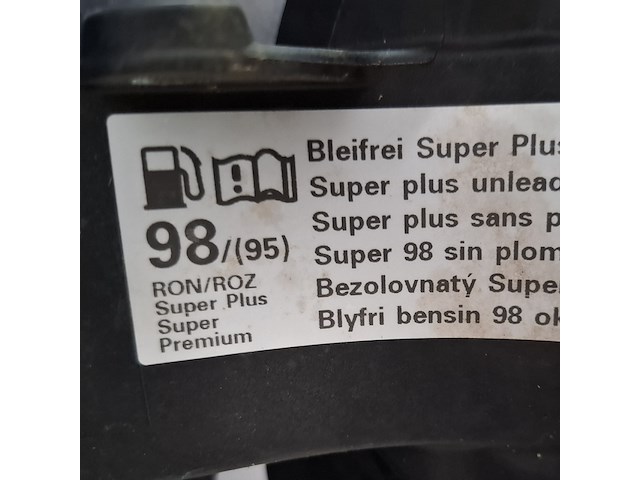 98/(95)
RON/ROZ
Super Plus
Super
Premium
Bleifrei Super Plus
Super plus unlead
Super plus sans p
Super 98 sin plom
Bezolovnatý Supe
Blyfri bensin 98 ok